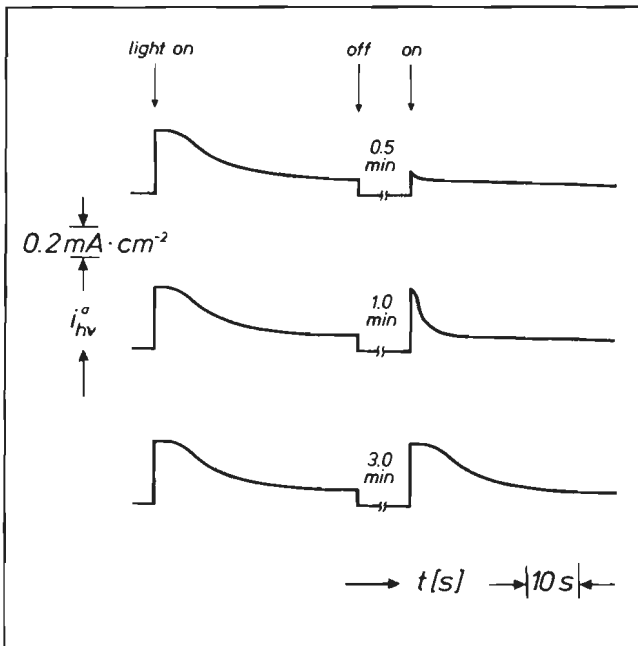 light on off on
0.5
min
0.2 mA · cm⁻²
1.0
min
i_hν^a
3.0
min
t [s] 10 s